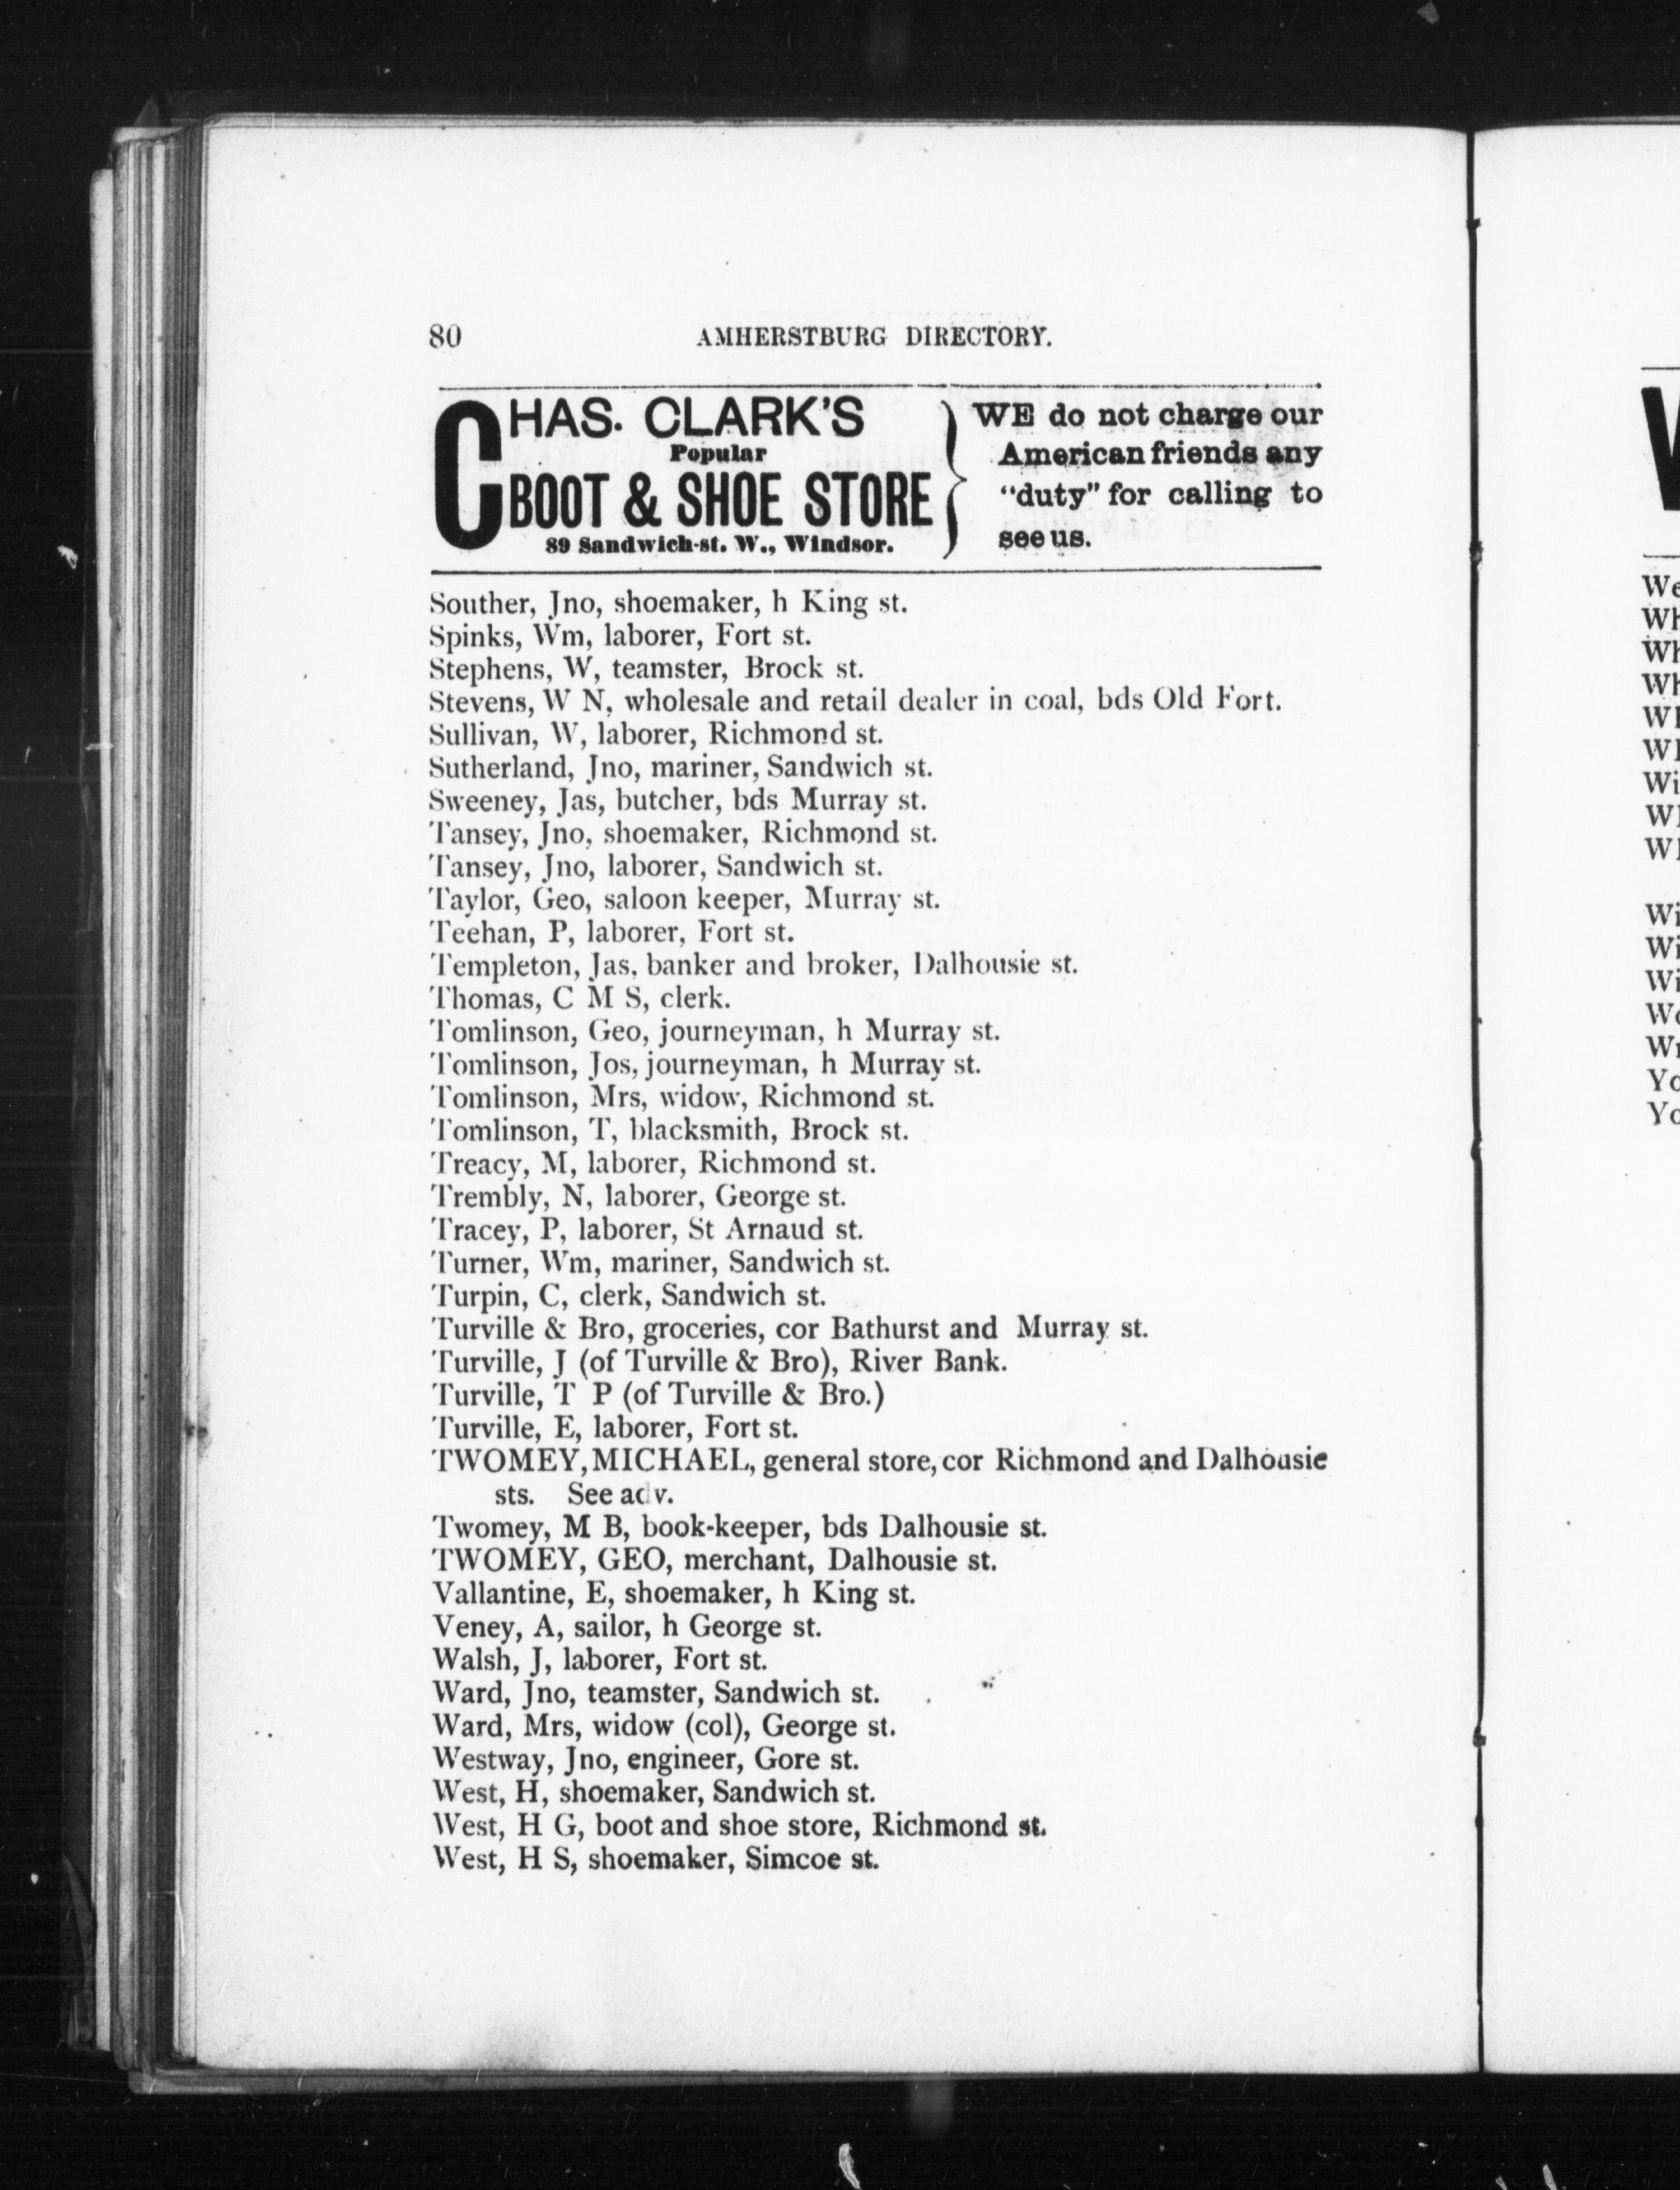 80 AMHERSTBURG DIRECTORY.
CHAS. CLARK'S
Popular
BOOT & SHOE STORE
89 Sandwich-st. W., Windsor.
WE do not charge our
American friends any
"duty" for calling to
see us.
Souther, Jno, shoemaker, h King st.
Spinks, Wm, laborer, Fort st.
Stephens, W, teamster, Brock st.
Stevens, W N, wholesale and retail dealer in coal, bds Old Fort.
Sullivan, W, laborer, Richmond st.
Sutherland, Jno, mariner, Sandwich st.
Sweeney, Jas, butcher, bds Murray st.
Tansey, Jno, shoemaker, Richmond st.
Tansey, Jno, laborer, Sandwich st.
Taylor, Geo, saloon keeper, Murray st.
Teehan, P, laborer, Fort st.
Templeton, Jas, banker and broker, Dalhousie st.
Thomas, C M S, clerk.
Tomlinson, Geo, journeyman, h Murray st.
Tomlinson, Jos, journeyman, h Murray st.
Tomlinson, Mrs, widow, Richmond st.
Tomlinson, T, blacksmith, Brock st.
Treacy, M, laborer, Richmond st.
Trembly, N, laborer, George st.
Tracey, P, laborer, St Arnaud st.
Turner, Wm, mariner, Sandwich st.
Turpin, C, clerk, Sandwich st.
Turville & Bro, groceries, cor Bathurst and Murray st.
Turville, J (of Turville & Bro), River Bank.
Turville, T P (of Turville & Bro.)
Turville, E, laborer, Fort st.
TWOMEY, MICHAEL, general store, cor Richmond and Dalhousie
sts. See adv.
Twomey, M B, book-keeper, bds Dalhousie st.
TWOMEY, GEO, merchant, Dalhousie st.
Vallantine, E, shoemaker, h King st.
Veney, A, sailor, h George st.
Walsh, J, laborer, Fort st.
Ward, Jno, teamster, Sandwich st.
Ward, Mrs, widow (col), George st.
Westway, Jno, engineer, Gore st.
West, H, shoemaker, Sandwich st.
West, H G, boot and shoe store, Richmond st.
West, H S, shoemaker, Simcoe st.